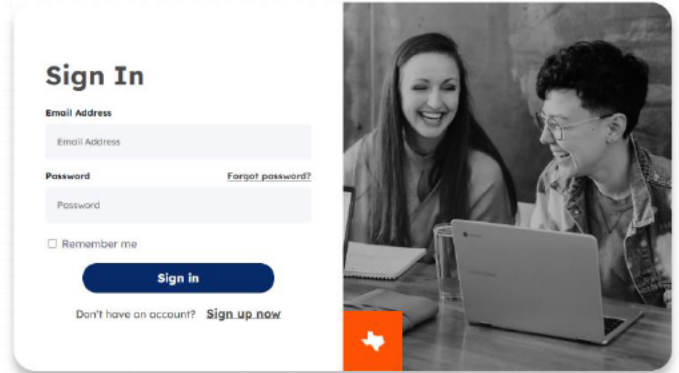 Sign In
Email Address
Email Address
Password Forgot password?
Password
Remember me
Sign in
Don't have an account? Sign up now